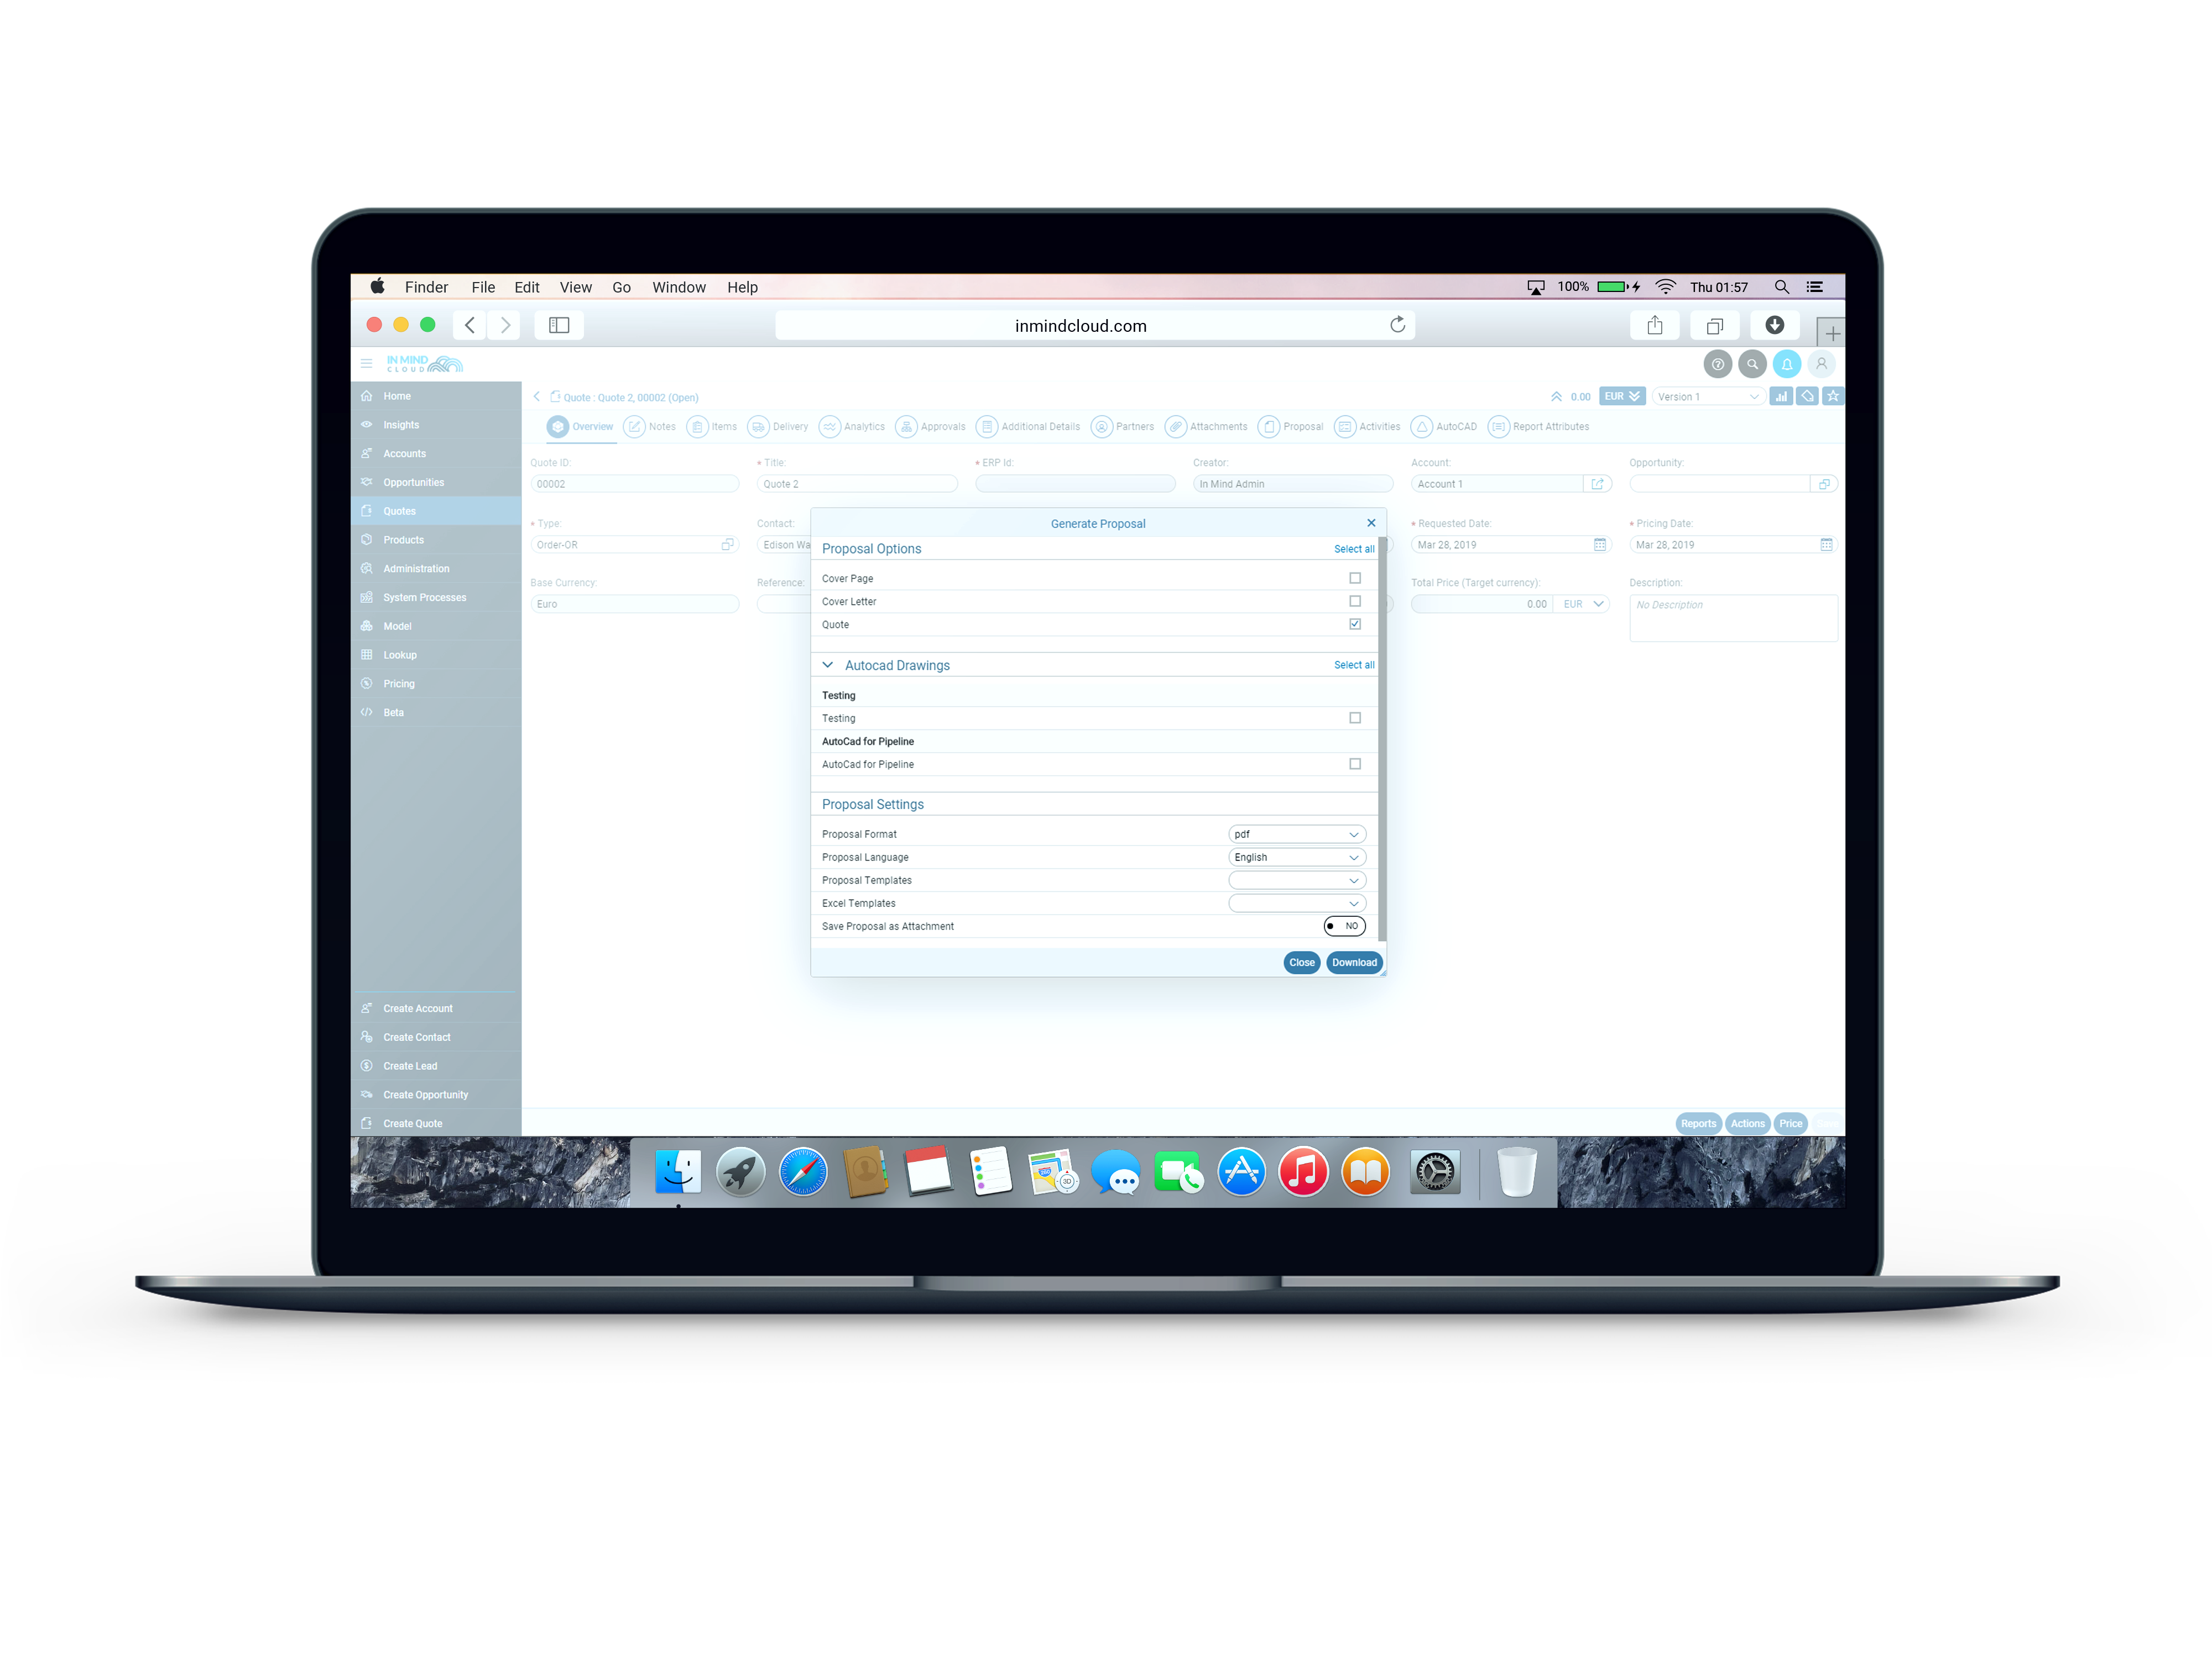 Finder File Edit View Go Window Help 100% Thu 01:57
inmindcloud.com
IN MIND
CLOUD
Home
Insights
Accounts
Opportunities
Quotes
Products
Administration
System Processes
Model
Lookup
Pricing
Beta
Create Account
Create Contact
Create Lead
Create Opportunity
Create Quote
Quote : Quote 2, 00002 (Open) 0.00 EUR Version 1
Overview Notes Items Delivery Analytics Approvals Additional Details Partners Attachments Proposal Activities AutoCAD Report Attributes
Quote ID: * Title: * ERP Id: Creator: Account: Opportunity:
00002 Quote 2 In Mind Admin Account 1
* Type: Contact: * Requested Date: * Pricing Date:
Order-OR Edison Wa Mar 28, 2019 Mar 28, 2019
Base Currency: Reference: Total Price (Target currency): Description:
Euro 0.00 EUR No Description
Generate Proposal
Proposal Options Select all
Cover Page
Cover Letter
Quote
Autocad Drawings Select all
Testing
Testing
AutoCad for Pipeline
AutoCad for Pipeline
Proposal Settings
Proposal Format pdf
Proposal Language English
Proposal Templates
Excel Templates
Save Proposal as Attachment NO
Close Download
Reports Actions Price
280
3D